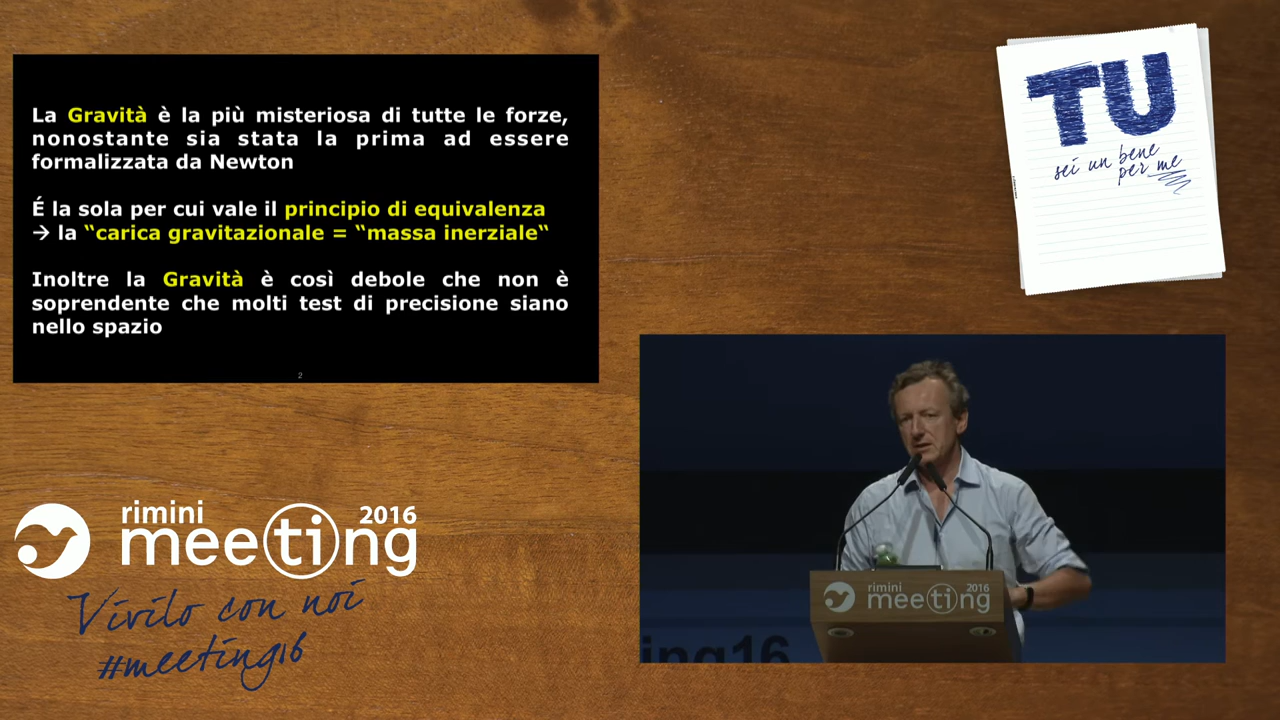 La Gravità è la più misteriosa di tutte le forze,
nonostante sia stata la prima ad essere
formalizzata da Newton
É la sola per cui vale il principio di equivalenza
→ la “carica gravitazionale = “massa inerziale“
Inoltre la Gravità è così debole che non è
soprendente che molti test di precisione siano
nello spazio
2
TU
sei un bene
per me
rimini 2016
meeting
Vivilo con noi
#meeting16
rimini 2016
meeting
ing16